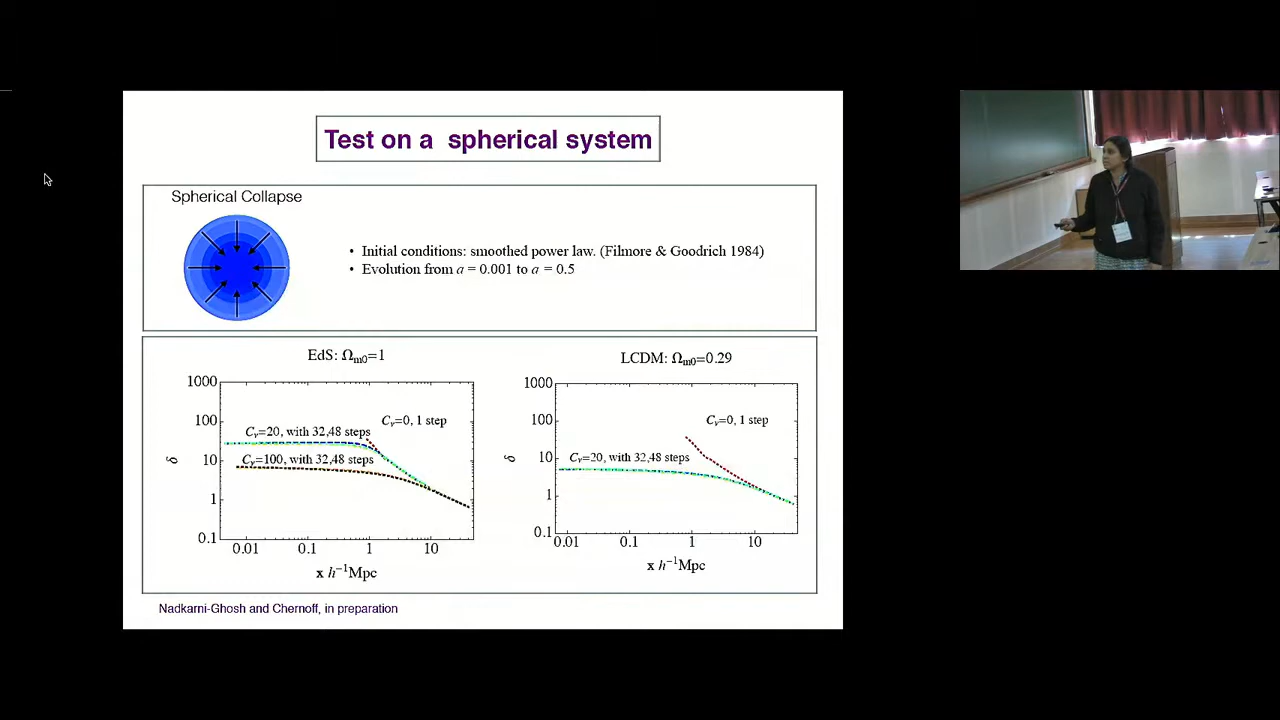 Test on a spherical system
Spherical Collapse
• Initial conditions: smoothed power law. (Filmore & Goodrich 1984)
• Evolution from a = 0.001 to a = 0.5
EdS: Ωm0=1
1000
100
10
1
0.1
δ
Cv=0, 1 step
Cv=20, with 32,48 steps
Cv=100, with 32,48 steps
0.01 0.1 1 10
x h⁻¹Mpc
LCDM: Ωm0=0.29
1000
100
10
1
0.1
δ
Cv=0, 1 step
Cv=20, with 32,48 steps
0.01 0.1 1 10
x h⁻¹Mpc
Nadkarni-Ghosh and Chernoff, in preparation